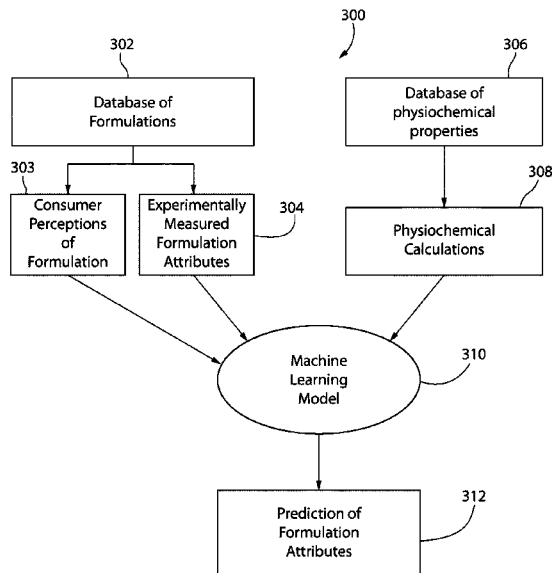 300
302
306
Database of
Formulations
Database of
physiochemical
properties
303
304
308
Consumer
Perceptions
of
Formulation
Experimentally
Measured
Formulation
Attributes
Physiochemical
Calculations
Machine
Learning
Model
310
312
Prediction of
Formulation
Attributes